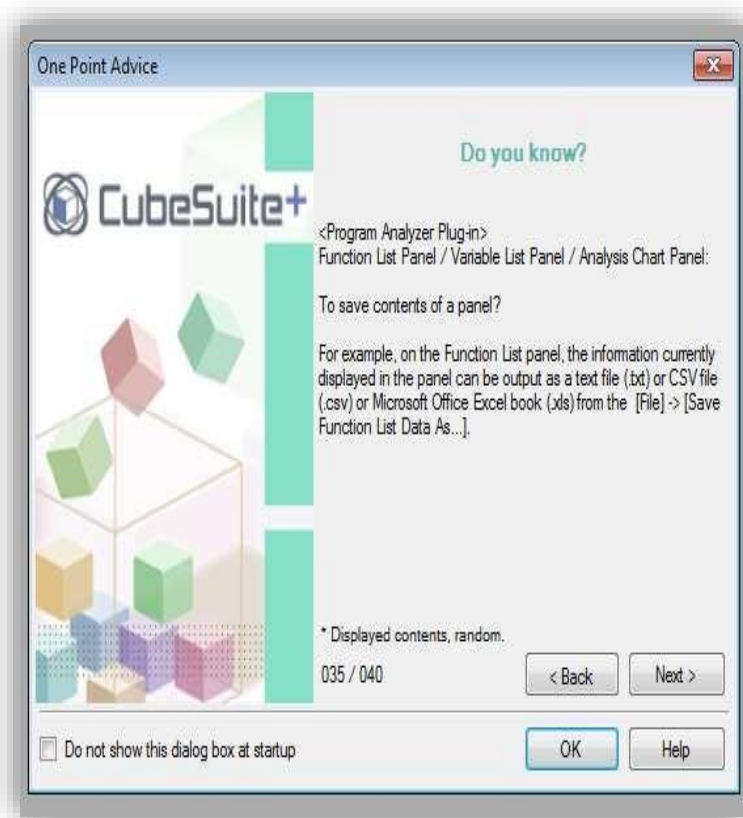 One Point Advice
CubeSuite+
Do you know?
<Program Analyzer Plug-in>
Function List Panel / Variable List Panel / Analysis Chart Panel:
To save contents of a panel?
For example, on the Function List panel, the information currently
displayed in the panel can be output as a text file (.txt) or CSV file
(.csv) or Microsoft Office Excel book (.xls) from the [File] -> [Save
Function List Data As...].
* Displayed contents, random.
035 / 040
< Back
Next >
Do not show this dialog box at startup
OK
Help